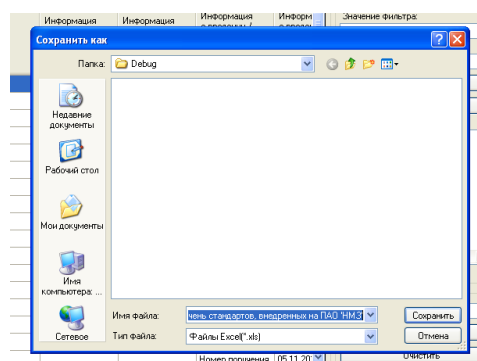 Информация Информация Информация Информ Значение Фильтра:
Сохранить как
Папка: Debug
Недавние
документы
Рабочий стол
Мои документы
Имя
компьютера: ...
Сетевое
Имя файла: чень стандартов, внедренных на ПАО "НМЗ" Сохранить
Тип файла: Файлы Excel(*.xls) Отмена
Номер поршения 05.11.20 Очистить